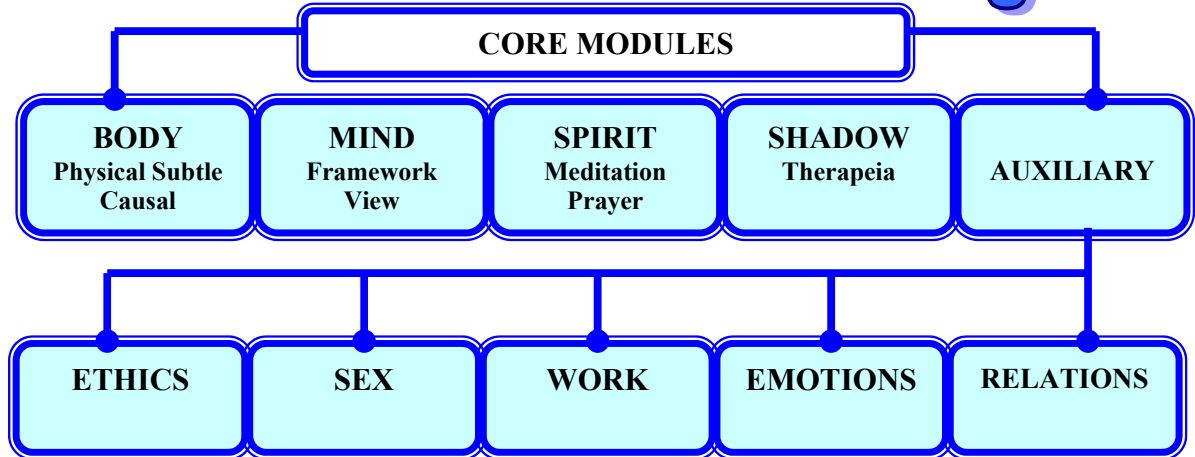 CORE MODULES
BODY
Physical Subtle
Causal
MIND
Framework
View
SPIRIT
Meditation
Prayer
SHADOW
Therapeia
AUXILIARY
ETHICS
SEX
WORK
EMOTIONS
RELATIONS